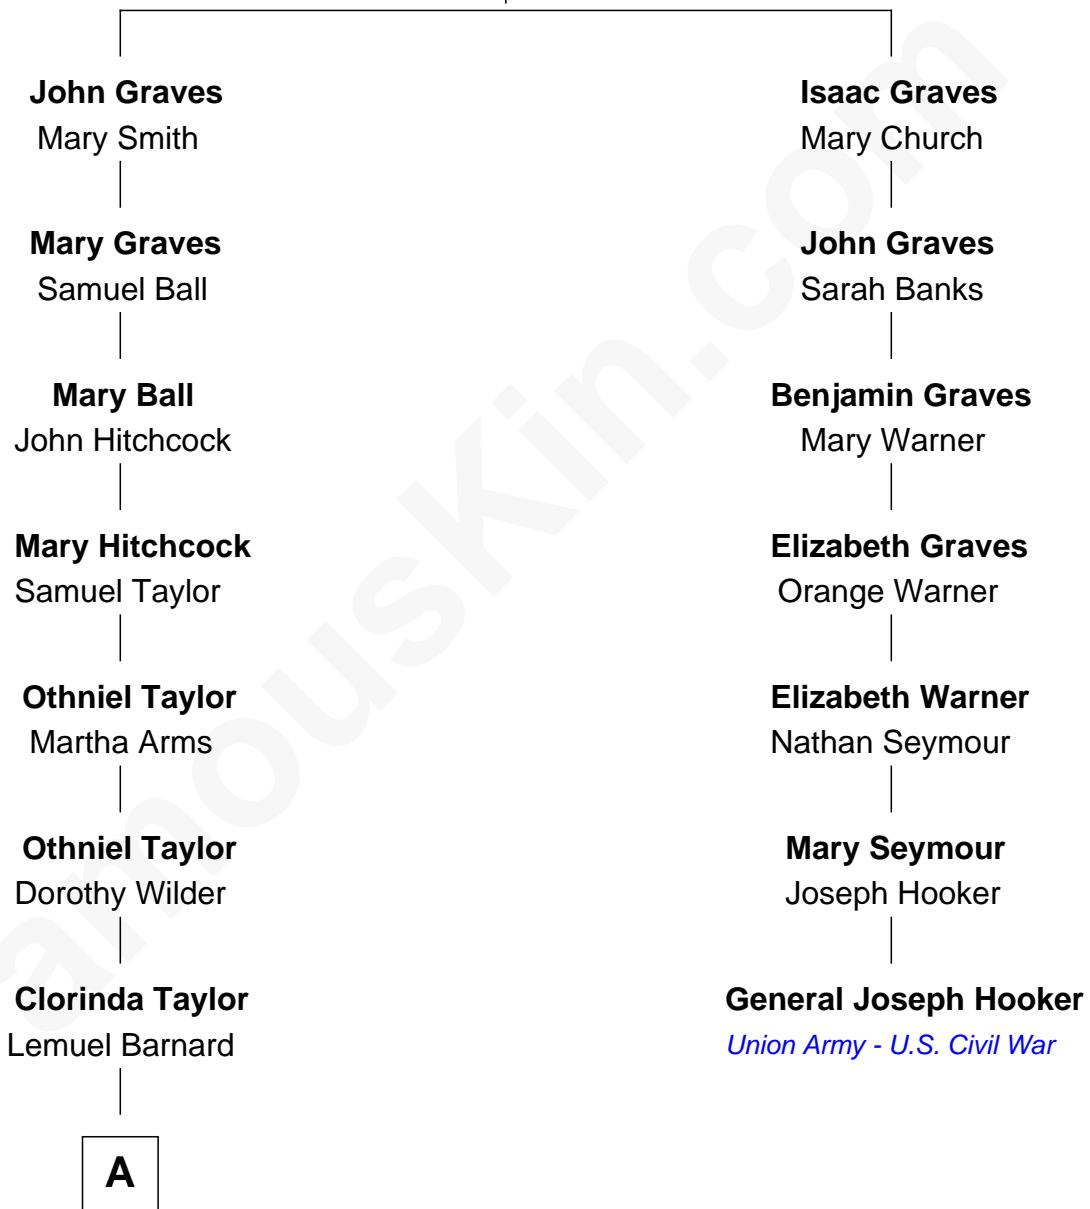 John Graves
Mary Smith
Isaac Graves
Mary Church
Mary Graves
Samuel Ball
John Graves
Sarah Banks
Mary Ball
John Hitchcock
Benjamin Graves
Mary Warner
Mary Hitchcock
Samuel Taylor
Elizabeth Graves
Orange Warner
Othniel Taylor
Martha Arms
Elizabeth Warner
Nathan Seymour
Othniel Taylor
Dorothy Wilder
Mary Seymour
Joseph Hooker
Clorinda Taylor
Lemuel Barnard
General Joseph Hooker
Union Army - U.S. Civil War
A
amouskin.com